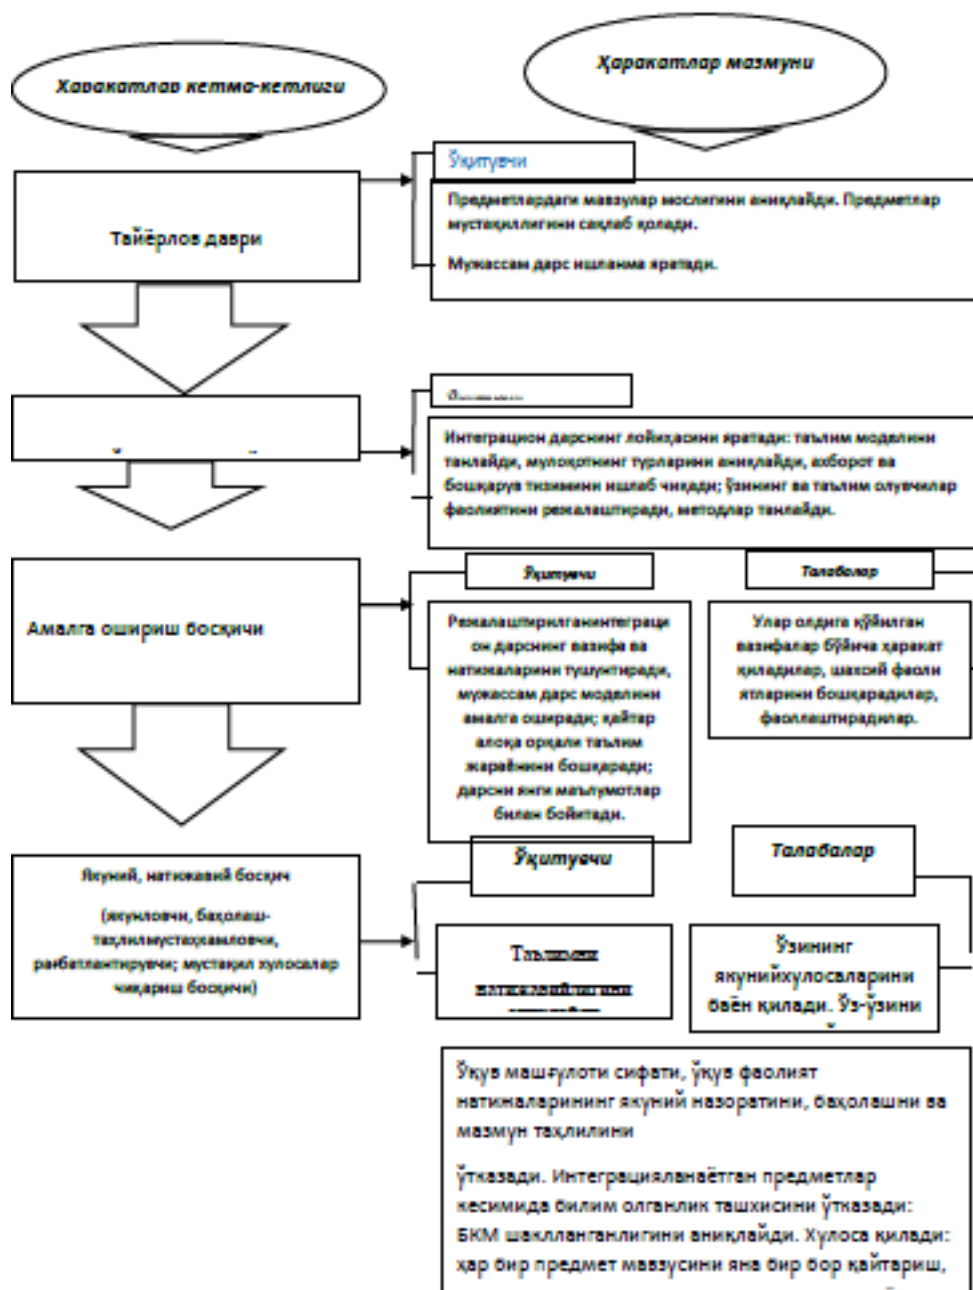 Ҳаракатлар кетма-кетлиги
Ҳаракатлар мазмуни
Тайёрлов даври
Ўқитувчи
Предметлардаги мавзулар мослигини аниқлайди. Предметлар
мустақиллигини сақлаб қолади.
Мужассам дарс ишланма яратади.
Интеграцион дарснинг лойиҳасини яратади: таълим моделини
танлайди, мулоқотнинг турларини аниқлайди, ахборот ва
бошқарув тизимини ишлаб чиқади; ўзининг ва таълим олувчилар
фаолиятини режалаштиради, методлар танлайди.
Амалга ошириш босқичи
Ўқитувчи
Режалаштирилганинтеграци
он дарснинг вазифа ва
натижаларини тушунтиради,
мужассам дарс моделини
амалга оширади; қайтар
алоқа орқали таълим
жараёнини бошқаради;
дарсни янги маълумотлар
билан бойитади.
Талабалар
Улар олдига қўйилган
вазифалар бўйича ҳаракат
қиладилар, шахсий фаоли
ятларини бошқарадилар,
фаоллаштирадилар.
Якуний, натижавий босқич
(якунловчи, баҳолаш-
таҳлилмустаҳкамловчи,
рағбатлантирувчи; мустақил хулосалар
чиқариш босқичи)
Ўқитувчи
Таълимни
натижавийлигини
Талабалар
Ўзининг
якунийхулосаларини
баён қилади. Ўз-ўзини
Ўқув машғулоти сифати, ўқув фаолият
натижаларининг якуний назоратини, баҳолашни ва
мазмун таҳлилини
ўтказади. Интеграцияланаётган предметлар
кесимида билим олганлик ташхисини ўтказади:
БКМ шаклланганлигини аниқлайди. Хулоса қилади:
ҳар бир предмет мавзусини яна бир бор қайтариш,